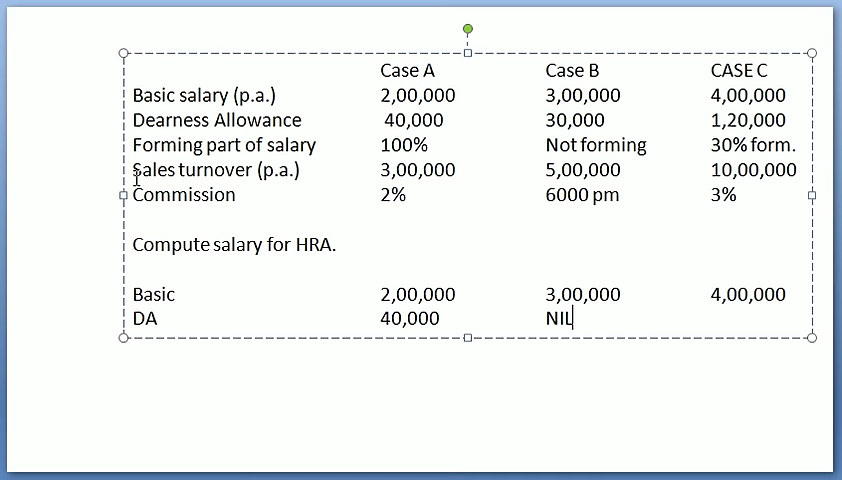 Case A Case B CASE C
Basic salary (p.a.) 2,00,000 3,00,000 4,00,000
Dearness Allowance 40,000 30,000 1,20,000
Forming part of salary 100% Not forming 30% form.
Sales turnover (p.a.) 3,00,000 5,00,000 10,00,000
Commission 2% 6000 pm 3%
Compute salary for HRA.
Basic 2,00,000 3,00,000 4,00,000
DA 40,000 NIL